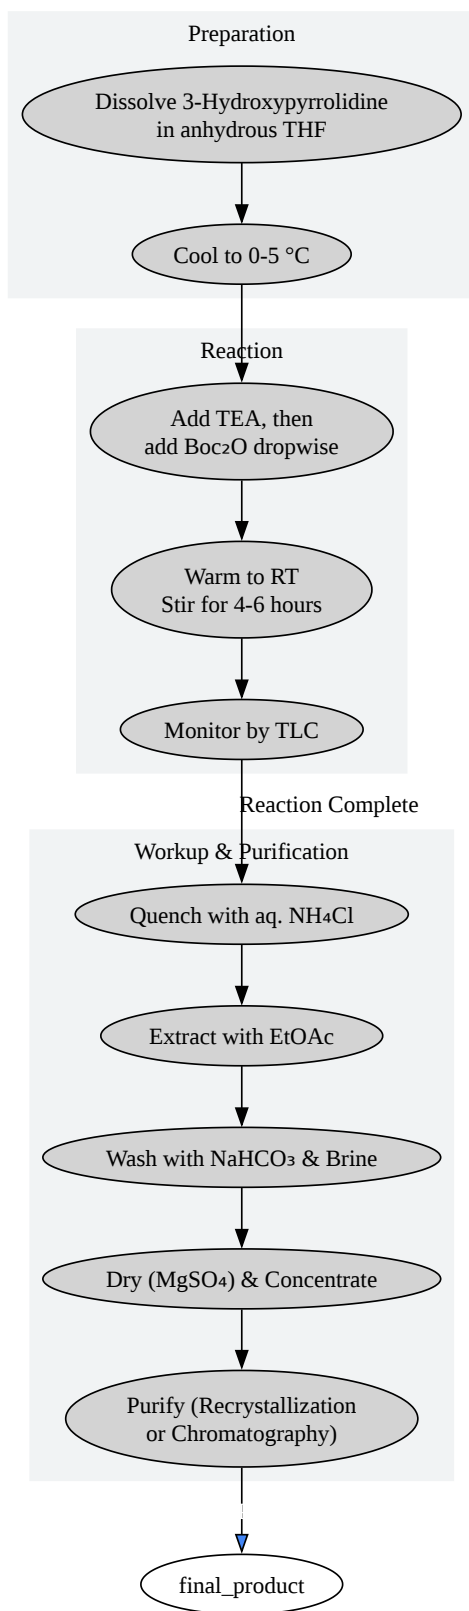 Preparation
Dissolve 3-Hydroxypyrrolidine
in anhydrous THF
Cool to 0-5 °C
Reaction
Add TEA, then
add Boc₂O dropwise
Warm to RT
Stir for 4-6 hours
Monitor by TLC
Reaction Complete
Workup & Purification
Quench with aq. NH₄Cl
Extract with EtOAc
Wash with NaHCO₃ & Brine
Dry (MgSO₄) & Concentrate
Purify (Recrystallization
or Chromatography)
final_product